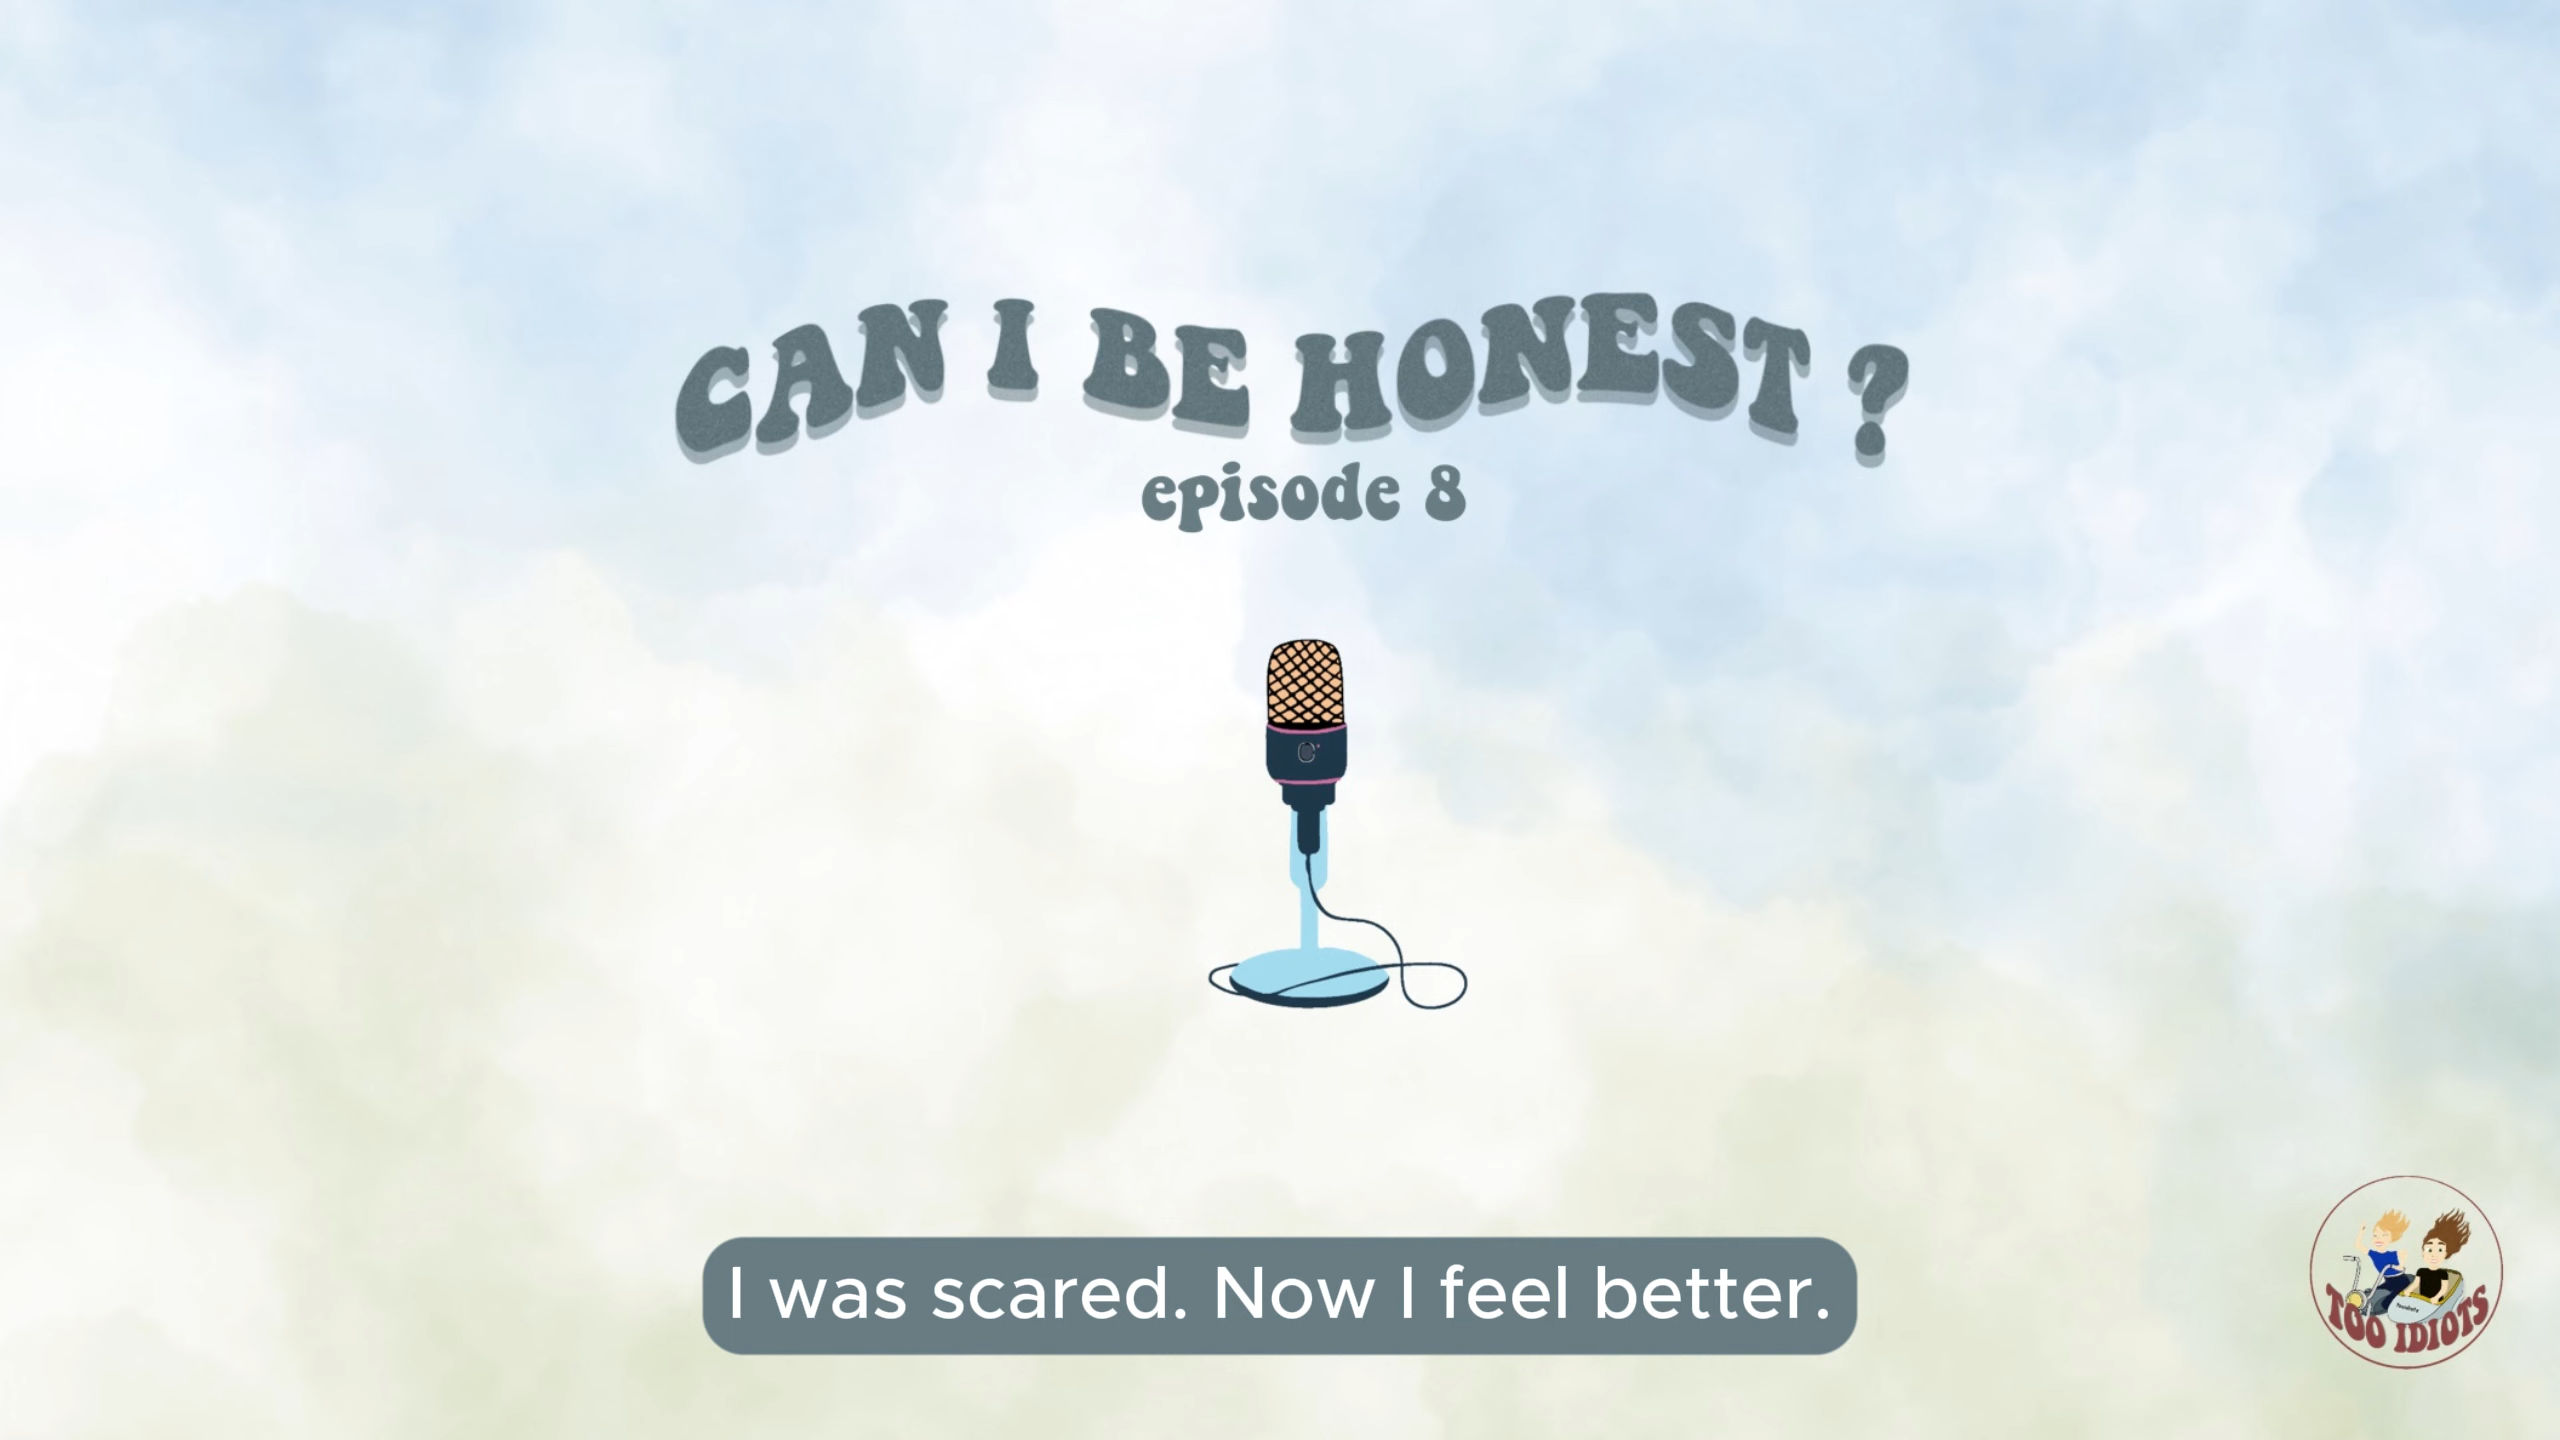 CAN I BE HONEST ?
episode 8
I was scared. Now I feel better.
TOO IDIOTS